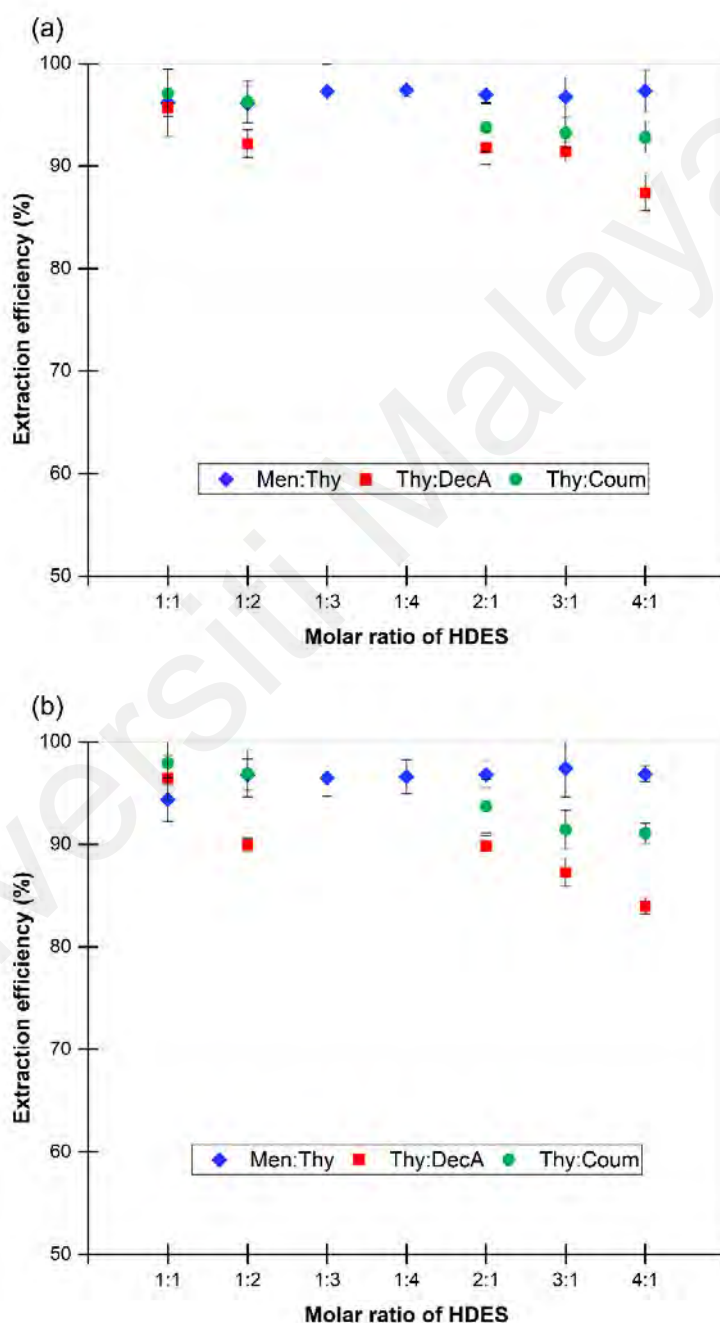 (a)
100
90
80
70
60
50
Extraction efficiency (%)
Men:Thy Thy:DecA Thy:Coum
1:1 1:2 1:3 1:4 2:1 3:1 4:1
Molar ratio of HDES
(b)
100
90
80
70
60
50
Extraction efficiency (%)
Men:Thy Thy:DecA Thy:Coum
1:1 1:2 1:3 1:4 2:1 3:1 4:1
Molar ratio of HDES
versiti Malaya